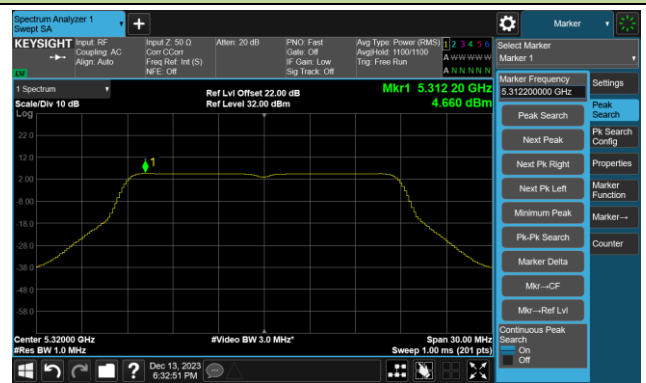 Spectrum Analyzer 1
Swept SA
+
Marker
KEYSIGHT
Input: RF
Coupling: AC
Align: Auto
Input Z: 50 Ω
Corr CCorr
Freq Ref: Int (S)
NFE: Off
Atten: 20 dB
PNO: Fast
Gate: Off
IF Gain: Low
Sig Track: Off
Avg Type: Power (RMS)
Avg|Hold: 1100/1100
Trig: Free Run
1 2 3 4 5 6
A W W W W W
A N N N N N
LXI
Select Marker
Marker 1
1 Spectrum
Scale/Div 10 dB
Log
Ref Lvl Offset 22.00 dB
Ref Level 32.00 dBm
Mkr1 5.312 20 GHz
4.660 dBm
22.0
12.0
2.00
-8.00
-18.0
-28.0
-38.0
-48.0
-58.0
1
Center 5.32000 GHz
#Res BW 1.0 MHz
#Video BW 3.0 MHz*
Span 30.00 MHz
Sweep 1.00 ms (201 pts)
Marker Frequency
5.312200000 GHz
Peak Search
Next Peak
Next Pk Right
Next Pk Left
Minimum Peak
Pk-Pk Search
Marker Delta
Mkr→CF
Mkr→Ref Lvl
Continuous Peak
Search
On
Off
Settings
Peak
Search
Pk Search
Config
Properties
Marker
Function
Marker→
Counter
?
Dec 13, 2023
6:32:51 PM